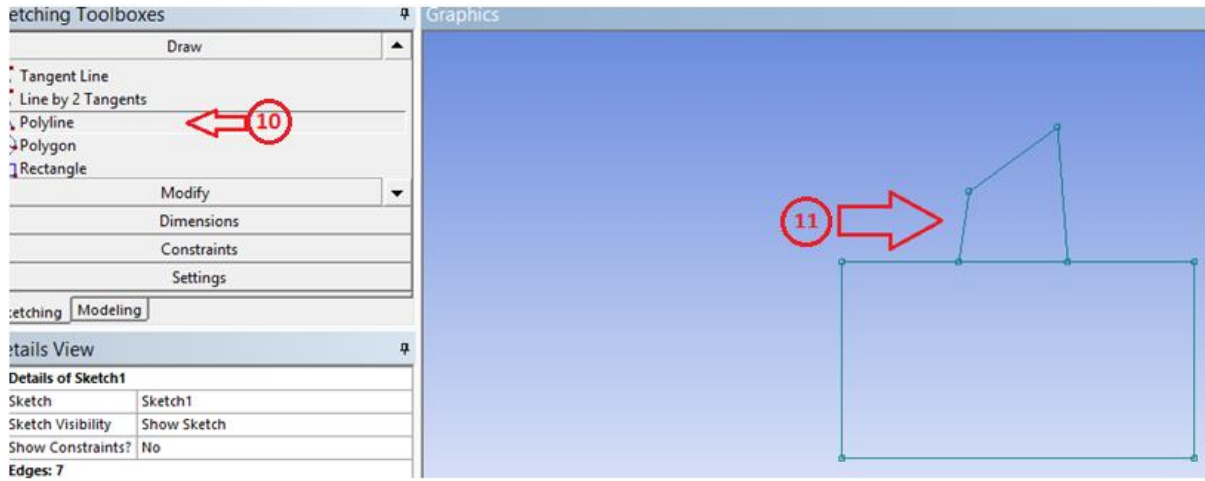 etching Toolboxes
Graphics
Draw
Tangent Line
Line by 2 Tangents
Polyline
10
Polygon
Rectangle
Modify
Dimensions
Constraints
Settings
etching Modeling
11
etails View
Details of Sketch1
Sketch Sketch1
Sketch Visibility Show Sketch
Show Constraints? No
Edges: 7